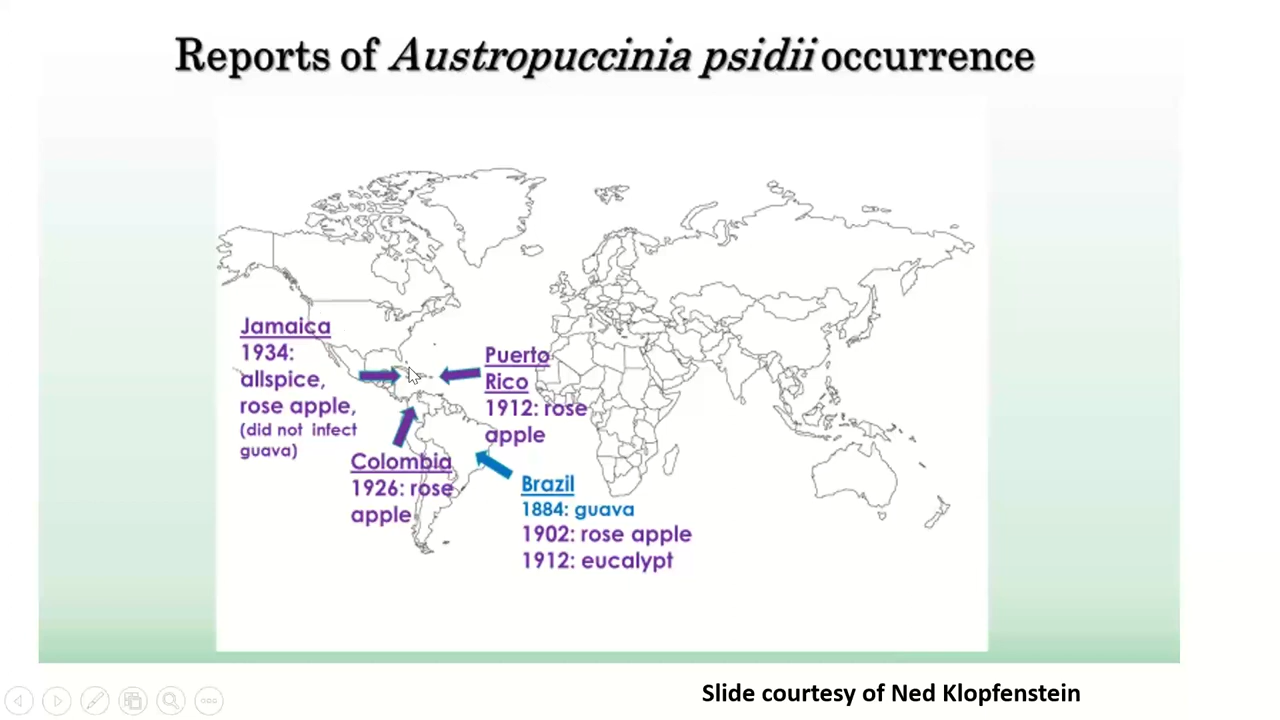 Reports of Austropuccinia psidii occurrence
Jamaica
1934:
allspice,
rose apple,
(did not infect
guava)
Puerto
Rico
1912: rose
apple
Colombia
1926: rose
apple
Brazil
1884: guava
1902: rose apple
1912: eucalypt
Slide courtesy of Ned Klopfenstein